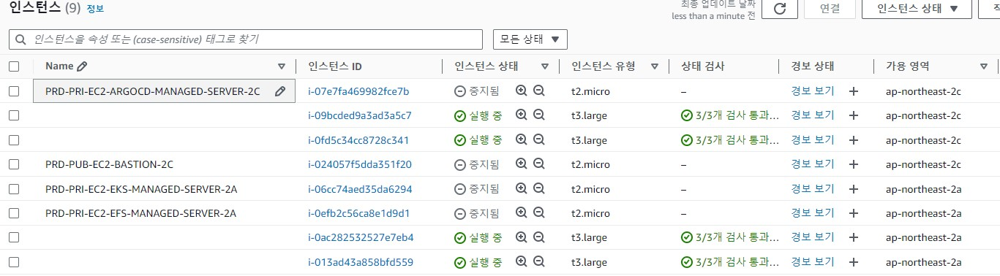 인스턴스 (9) 정보
최종 업데이트 날짜
less than a minute 전
연결
인스턴스 상태
인스턴스을 속성 또는 (case-sensitive) 태그로 찾기
모든 상태
Name 인스턴스 ID 인스턴스 상태 인스턴스 유형 상태 검사 경보 상태 가용 영역
PRD-PRI-EC2-ARGOCD-MANAGED-SERVER-2C i-07e7fa469982fce7b 중지됨 t2.micro – 경보 보기 + ap-northeast-2c
i-09bcded9a3ad3a5c7 실행 중 t3.large 3/3개 검사 통과... 경보 보기 + ap-northeast-2c
i-0fd5c34cc8728c341 실행 중 t3.large 3/3개 검사 통과... 경보 보기 + ap-northeast-2c
PRD-PUB-EC2-BASTION-2C i-024057f5dda351f20 중지됨 t2.micro – 경보 보기 + ap-northeast-2c
PRD-PRI-EC2-EKS-MANAGED-SERVER-2A i-06cc74aed35da6294 중지됨 t2.micro – 경보 보기 + ap-northeast-2a
PRD-PRI-EC2-EFS-MANAGED-SERVER-2A i-0efb2c56ca8e1d9d1 중지됨 t2.micro – 경보 보기 + ap-northeast-2a
i-0ac282532527e7eb4 실행 중 t3.large 3/3개 검사 통과... 경보 보기 + ap-northeast-2a
i-013ad43a858bfd559 실행 중 t3.large 3/3개 검사 통과... 경보 보기 + ap-northeast-2a